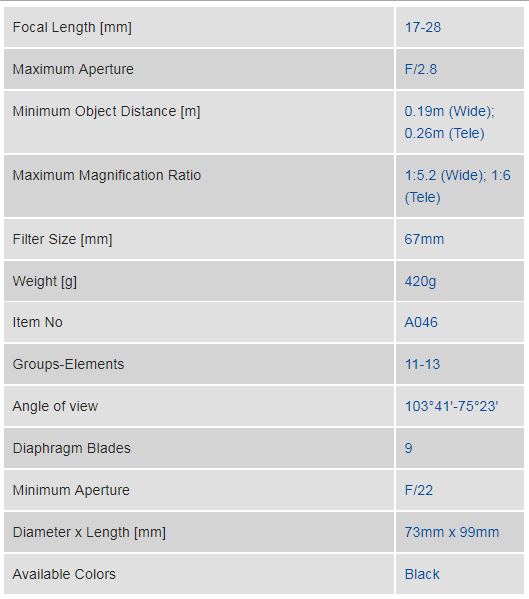 Focal Length [mm] 17-28
Maximum Aperture F/2.8
Minimum Object Distance [m] 0.19m (Wide);
0.26m (Tele)
Maximum Magnification Ratio 1:5.2 (Wide); 1:6
(Tele)
Filter Size [mm] 67mm
Weight [g] 420g
Item No A046
Groups-Elements 11-13
Angle of view 103°41'-75°23'
Diaphragm Blades 9
Minimum Aperture F/22
Diameter x Length [mm] 73mm x 99mm
Available Colors Black